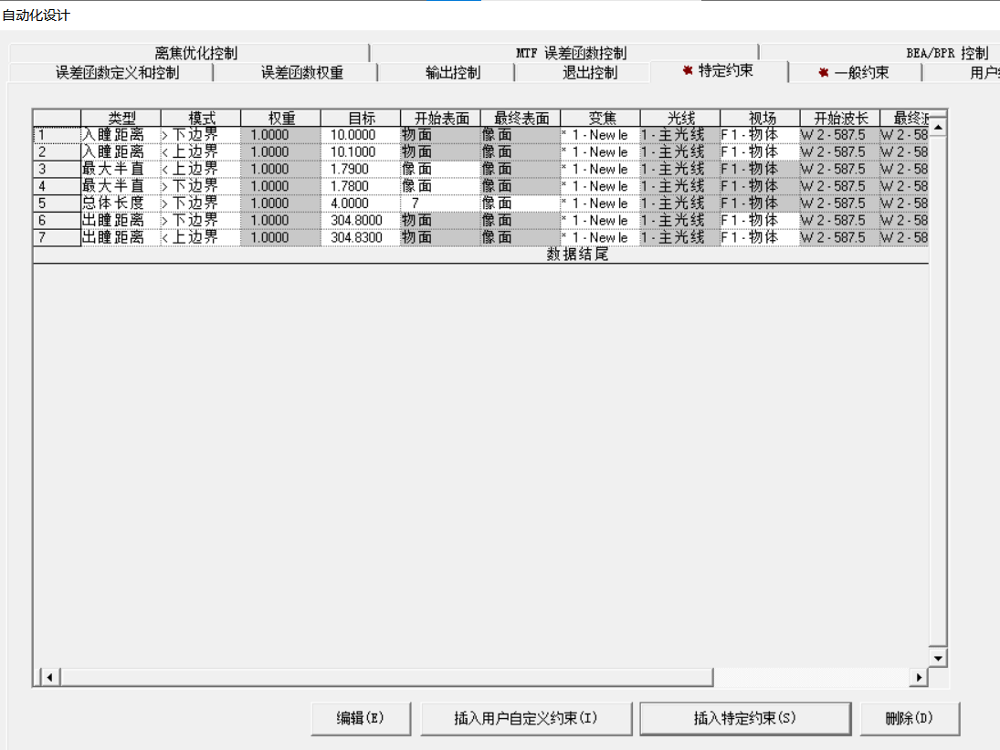 自动化设计
离焦优化控制 MTF 误差函数控制 BEA/BPR 控制
误差函数定义和控制 误差函数权重 输出控制 退出控制 特定约束 一般约束 用户
类型 模式 权重 目标 开始表面 最终表面 变焦 光线 视场 开始波长 最终波
1 入瞳距离 > 下边界 1.0000 10.0000 物面 像面 * 1 - New le 1 - 主光线 F 1 - 物体 W 2 - 587.5 W 2 - 58
2 入瞳距离 < 上边界 1.0000 10.1000 物面 像面 * 1 - New le 1 - 主光线 F 1 - 物体 W 2 - 587.5 W 2 - 58
3 最大半直 < 上边界 1.0000 1.7900 像面 像面 * 1 - New le 1 - 主光线 F 1 - 物体 W 2 - 587.5 W 2 - 58
4 最大半直 > 下边界 1.0000 1.7800 像面 像面 * 1 - New le 1 - 主光线 F 1 - 物体 W 2 - 587.5 W 2 - 58
5 总体长度 > 下边界 1.0000 4.0000 7 像面 * 1 - New le 1 - 主光线 F 1 - 物体 W 2 - 587.5 W 2 - 58
6 出瞳距离 > 下边界 1.0000 304.8000 物面 像面 * 1 - New le 1 - 主光线 F 1 - 物体 W 2 - 587.5 W 2 - 58
7 出瞳距离 < 上边界 1.0000 304.8300 物面 像面 * 1 - New le 1 - 主光线 F 1 - 物体 W 2 - 587.5 W 2 - 58
数据结尾
编辑(E) 插入用户自定义约束(I) 插入特定约束(S) 删除(D)